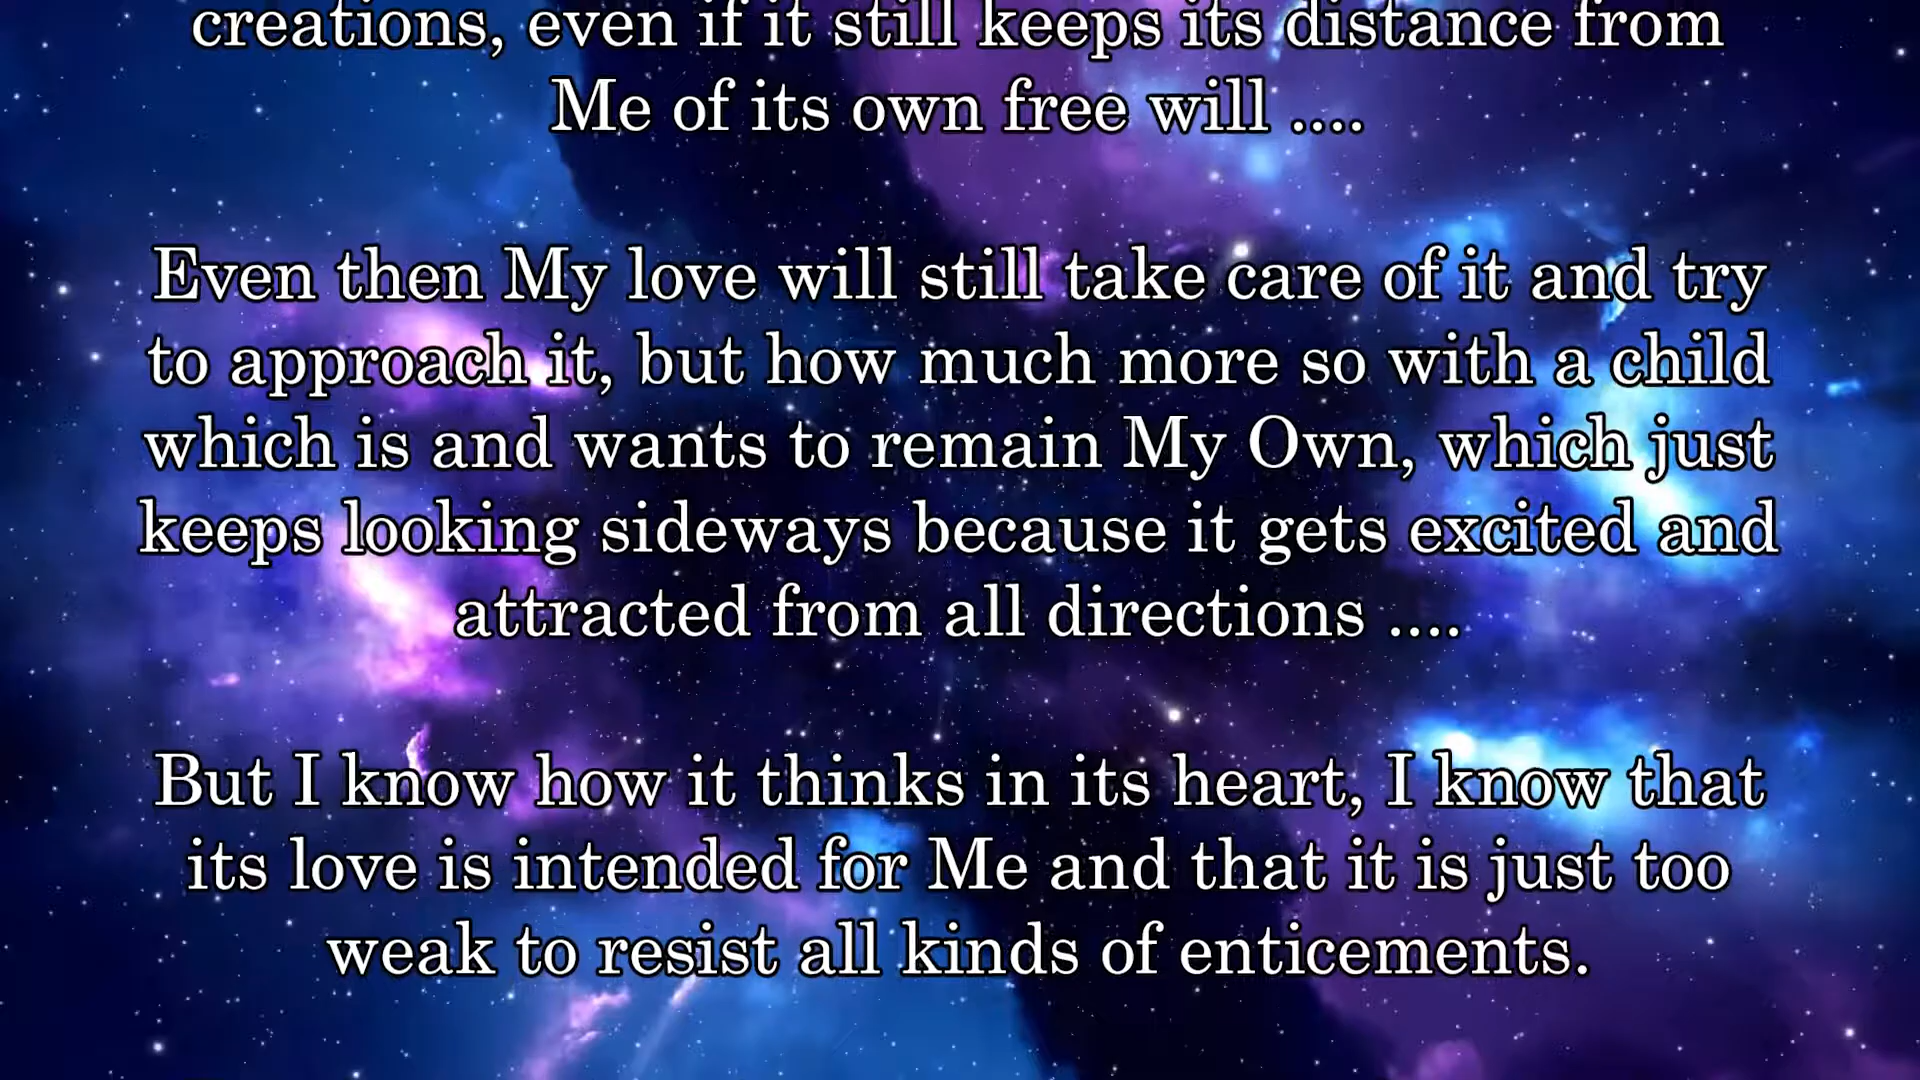 creations, even if it still keeps its distance from
Me of its own free will ....
Even then My love will still take care of it and try
to approach it, but how much more so with a child
which is and wants to remain My Own, which just
keeps looking sideways because it gets excited and
attracted from all directions ....
But I know how it thinks in its heart, I know that
its love is intended for Me and that it is just too
weak to resist all kinds of enticements.